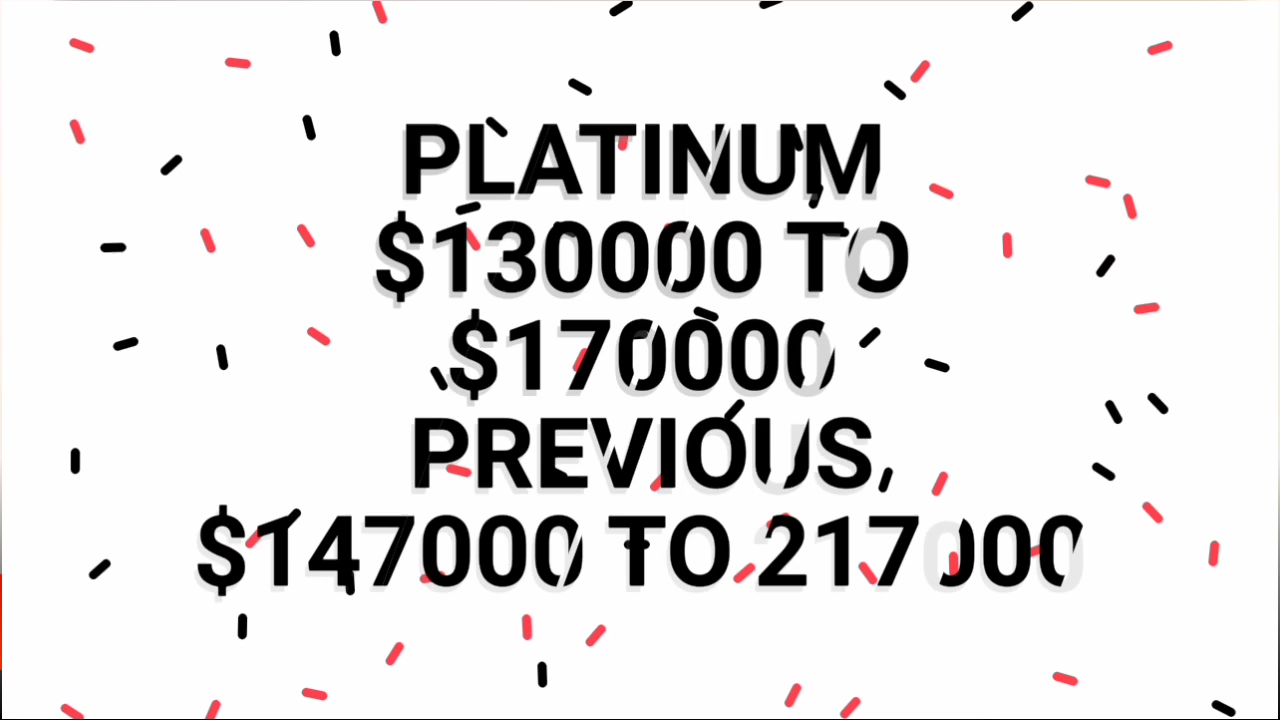 PLATINUM
$130000 TO
$170000
PREVIOUS,
$147000 TO 217000